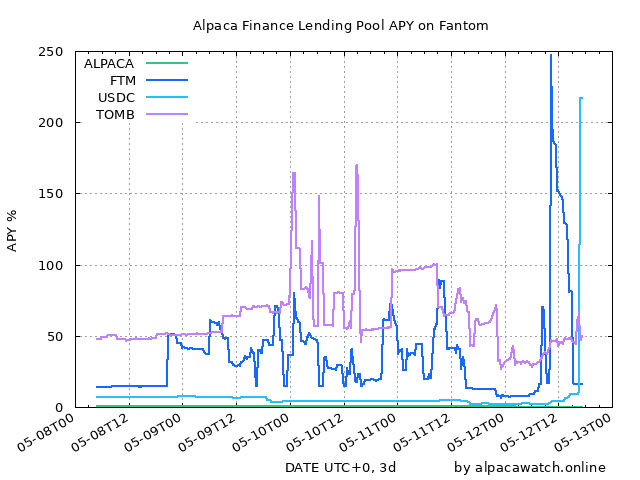 Alpaca Finance Lending Pool APY on Fantom
250
200
150
100
50
0
APY %
ALPACA
FTM
USDC
TOMB
05-08T00
05-08T12
05-09T00
05-09T12
05-10T00
05-10T12
05-11T00
05-11T12
05-12T00
05-12T12
05-13T00
DATE UTC+0, 3d
by alpacawatch.online